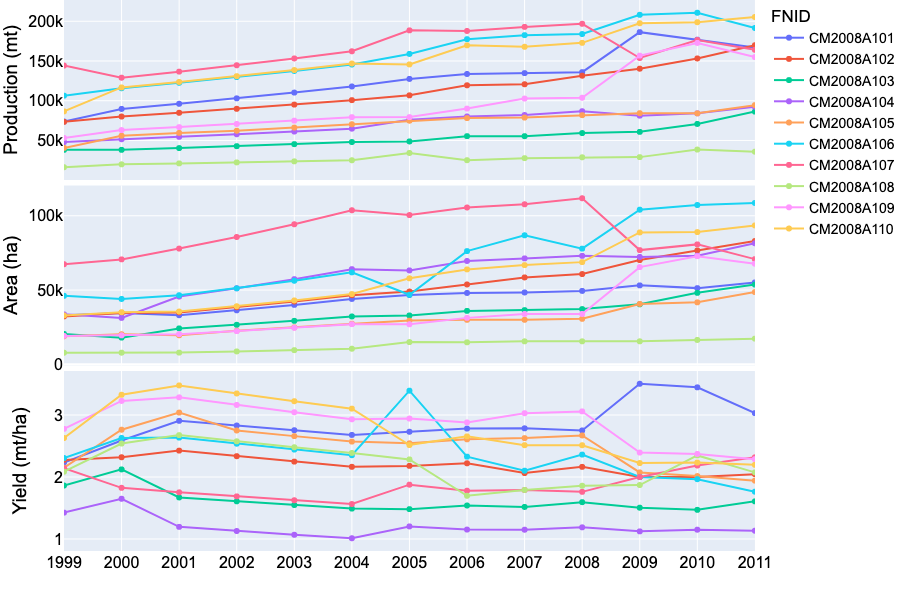 FNID
CM2008A101
CM2008A102
CM2008A103
CM2008A104
CM2008A105
CM2008A106
CM2008A107
CM2008A108
CM2008A109
CM2008A110
Production (mt)
200k
150k
100k
50k
Area (ha)
100k
50k
0
Yield (mt/ha)
3
2
1
1999 2000 2001 2002 2003 2004 2005 2006 2007 2008 2009 2010 2011